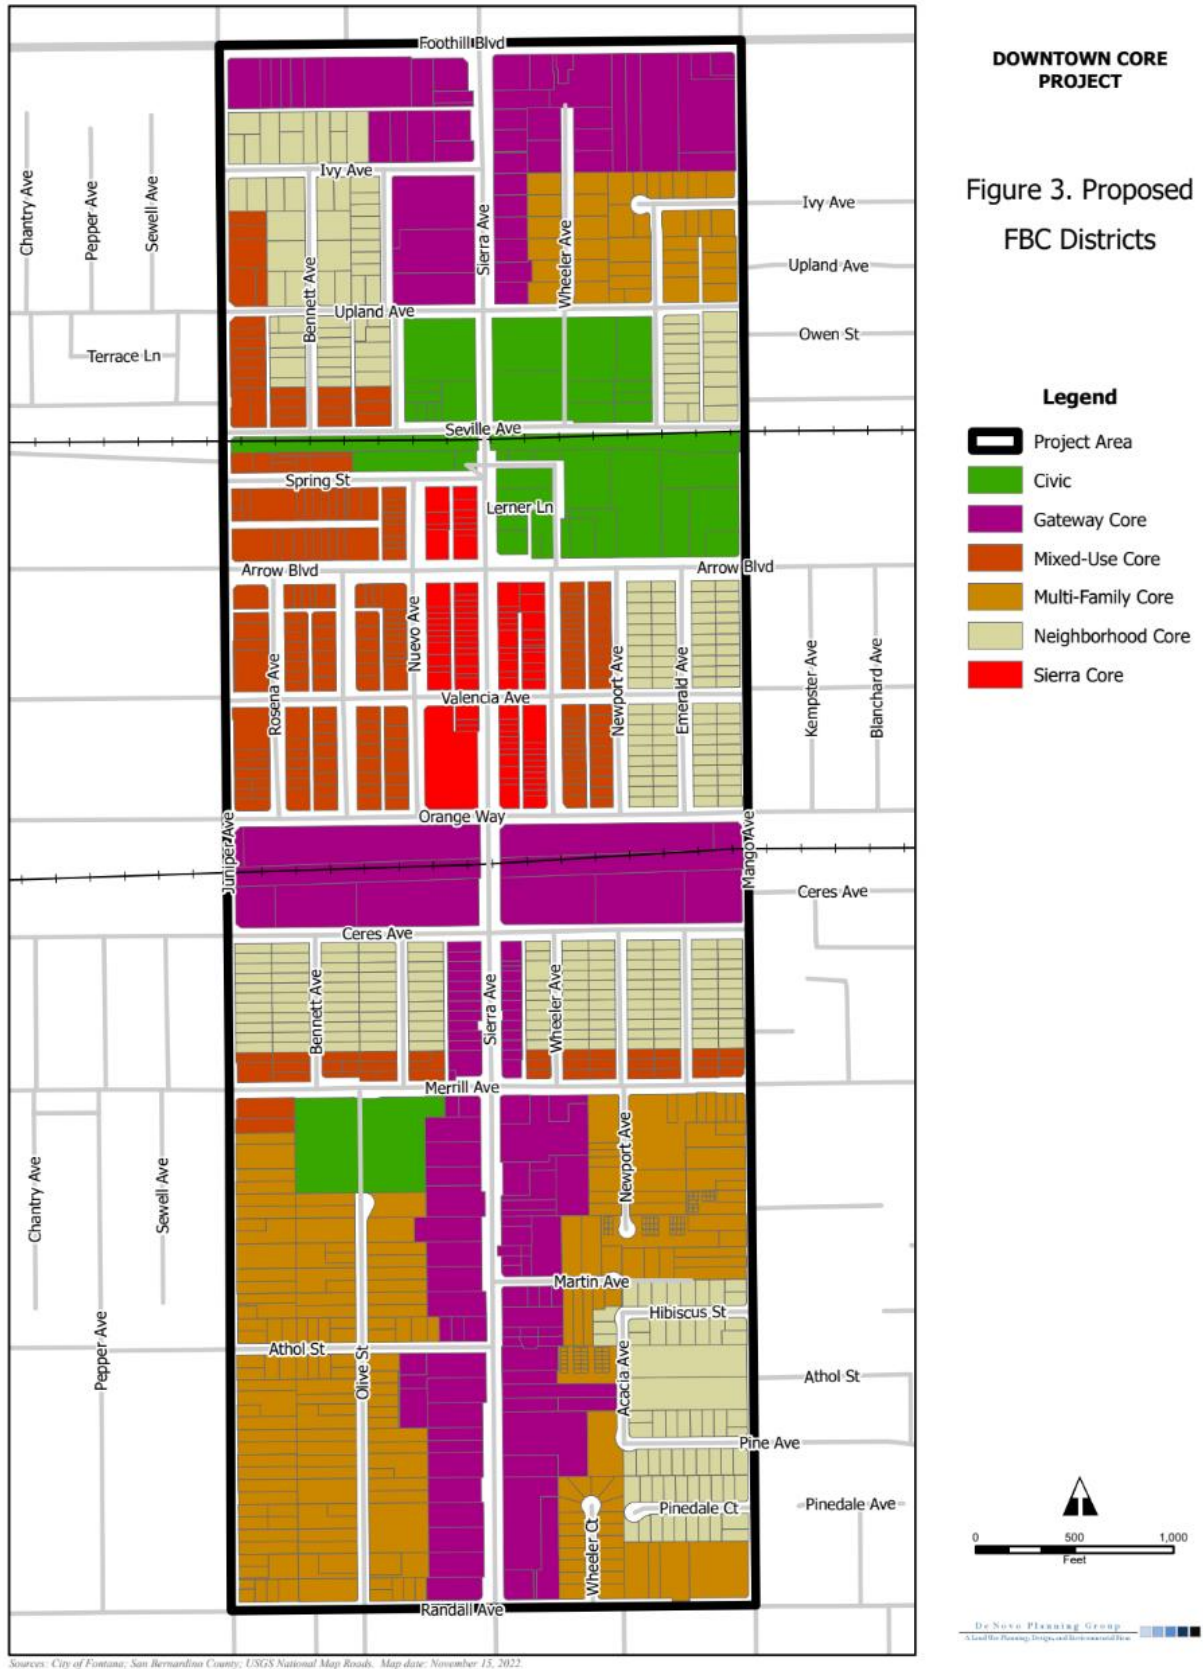 DOWNTOWN CORE
PROJECT
Figure 3. Proposed
FBC Districts
Legend
Project Area
Civic
Gateway Core
Mixed-Use Core
Multi-Family Core
Neighborhood Core
Sierra Core
0 500 1,000
Feet
De Novo Planning Group
A Land Use Planning, Design, and Environmental Firm
Foothill Blvd
Ivy Ave
Chantry Ave
Pepper Ave
Sewell Ave
Sierra Ave
Wheeler Ave
Ivy Ave
Upland Ave
Bennett Ave
Upland Ave
Owen St
Terrace Ln
Seville Ave
Spring St
Lerner Ln
Arrow Blvd
Arrow Blvd
Nuevo Ave
Rosena Ave
Valencia Ave
Newport Ave
Emerald Ave
Kempster Ave
Blanchard Ave
Orange Way
Juniper Ave
Mango Ave
Ceres Ave
Ceres Ave
Bennett Ave
Sierra Ave
Wheeler Ave
Merrill Ave
Newport Ave
Chantry Ave
Sewell Ave
Pepper Ave
Martin Ave
Hibiscus St
Athol St
Olive St
Acacia Ave
Athol St
Pine Ave
Pinedale Ct
Pinedale Ave
Wheeler Ct
Randall Ave
Sources: City of Fontana; San Bernardino County; USGS National Map Roads. Map date: November 15, 2022.